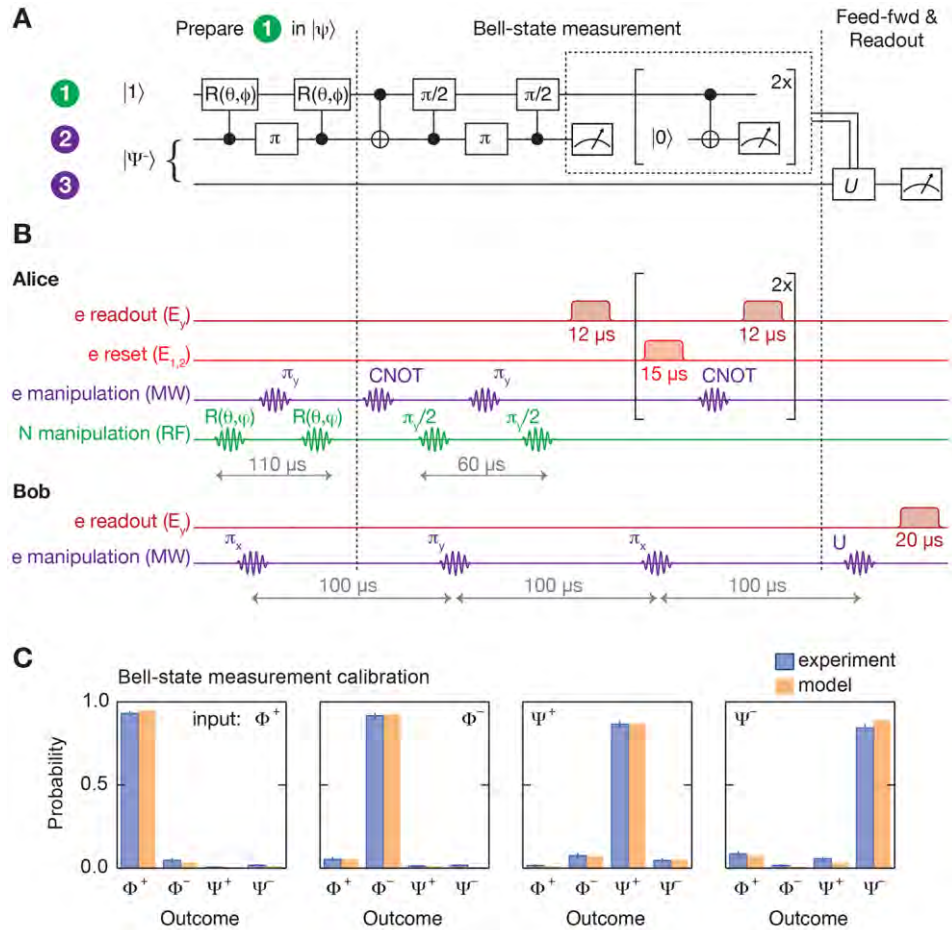 A
Prepare 1 in |ψ⟩
Bell-state measurement
Feed-fwd &
Readout
1 |1⟩ R(θ,ϕ) R(θ,ϕ) π/2 π/2 2x
2 π π |0⟩
|Ψ⁻⟩ {
3 U
B
Alice
2x
e readout (Ey)
12 µs 12 µs
e reset (E1,2)
15 µs
πy CNOT πy CNOT
e manipulation (MW)
R(θ,φ) R(θ,φ) πy/2 πy/2
N manipulation (RF)
110 µs 60 µs
Bob
e readout (Ey)
20 µs
πx πy πx U
e manipulation (MW)
100 µs 100 µs 100 µs
C
Bell-state measurement calibration
experiment
model
1.0
input: Φ⁺ Φ⁻ Ψ⁺ Ψ⁻
Probability
0.5
0.0
Φ⁺ Φ⁻ Ψ⁺ Ψ⁻ Φ⁺ Φ⁻ Ψ⁺ Ψ⁻ Φ⁺ Φ⁻ Ψ⁺ Ψ⁻ Φ⁺ Φ⁻ Ψ⁺ Ψ⁻
Outcome Outcome Outcome Outcome